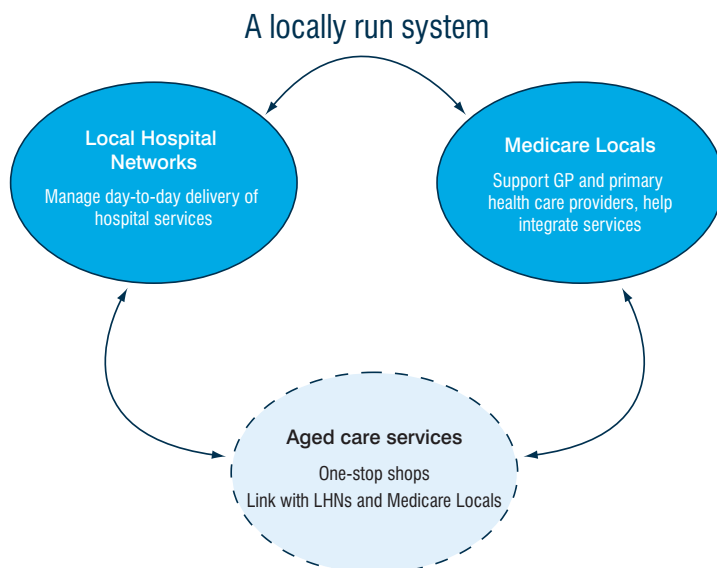 A locally run system
Local Hospital
Networks
Manage day-to-day delivery of
hospital services
Medicare Locals
Support GP and primary
health care providers, help
integrate services
Aged care services
One-stop shops
Link with LHNs and Medicare Locals